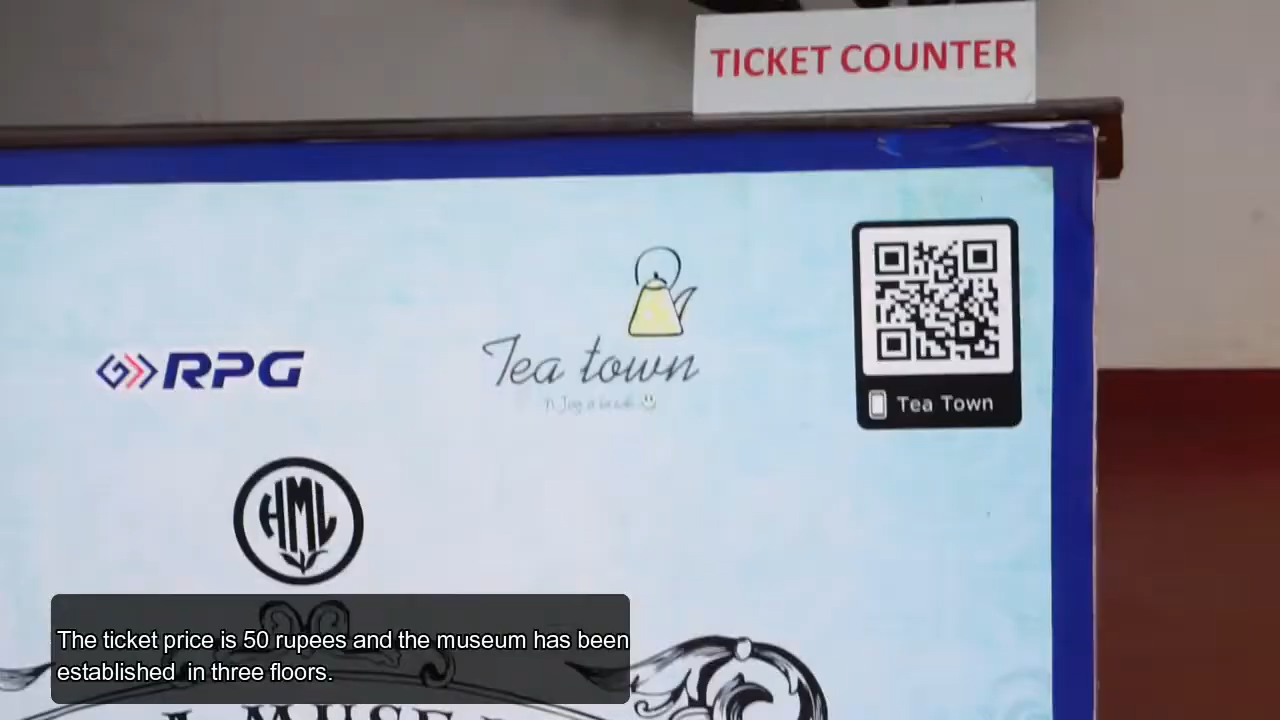 TICKET COUNTER
RPG
Tea town
Tea Town
HML
The ticket price is 50 rupees and the museum has been
established in three floors.